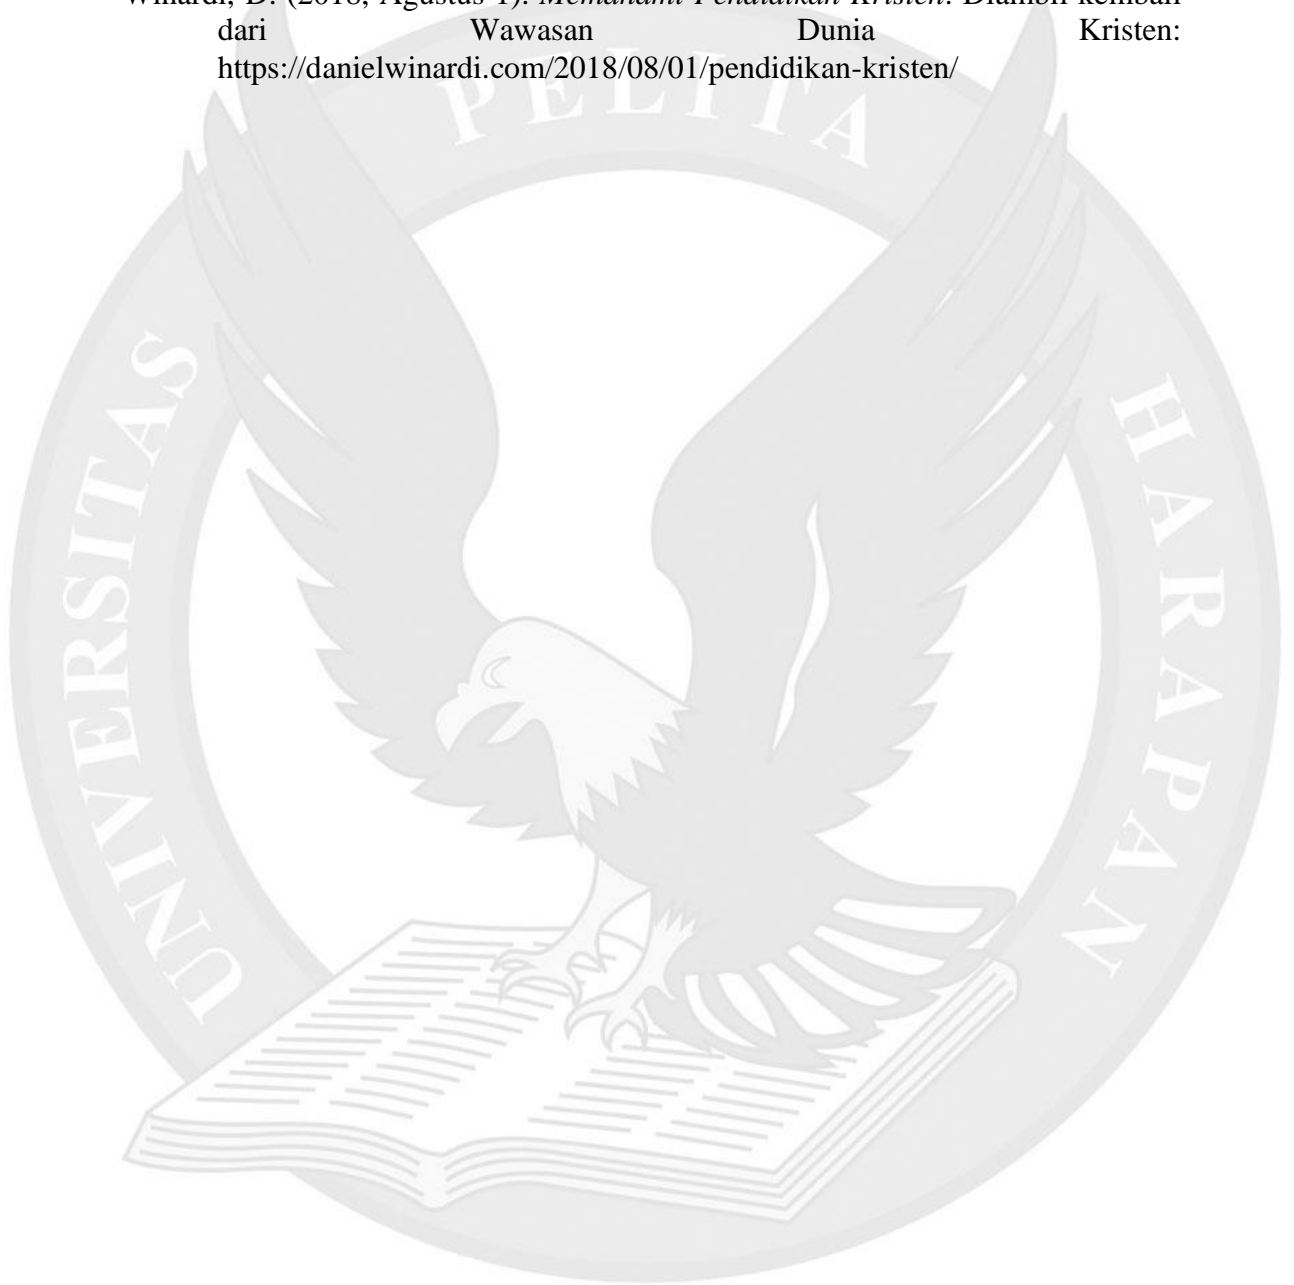 Winardi, D. (2018, Agustus 1). Memahami Pendidikan Kristen. Diambil kembali
dari Wawasan Dunia Kristen:
https://danielwinardi.com/2018/08/01/pendidikan-kristen/
UNIVERSITAS PELITA HARAPAN